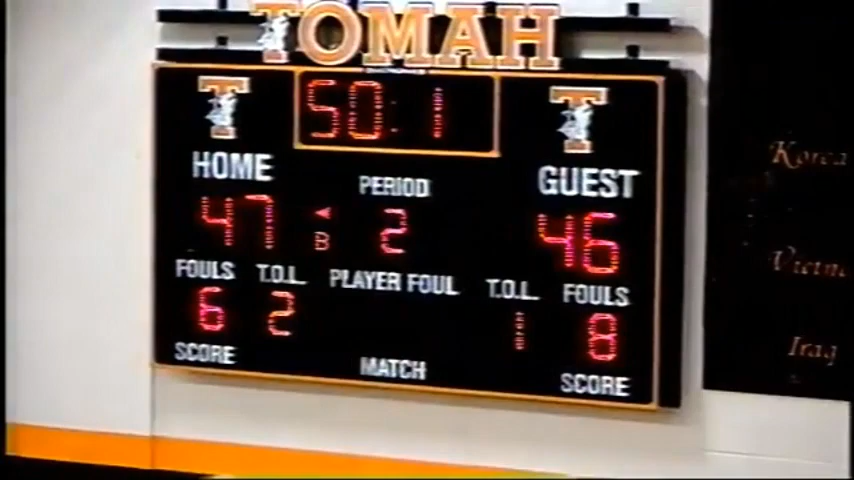 TOMAH
T 50:1 T
HOME PERIOD GUEST
47 B 2 46
FOULS T.O.L PLAYER FOUL T.O.L FOULS
6 2 1 8
SCORE MATCH SCORE
Korea
Vietna
Iraq